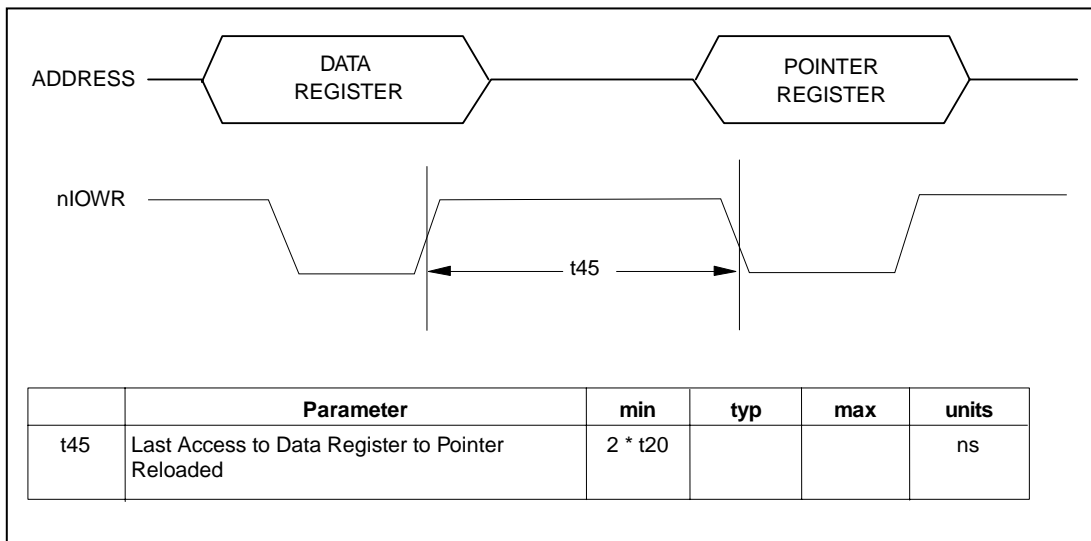 ADDRESS
DATA
REGISTER
POINTER
REGISTER
nIOWR
t45
Parameter min typ max units
t45 Last Access to Data Register to Pointer 2 * t20 ns
Reloaded